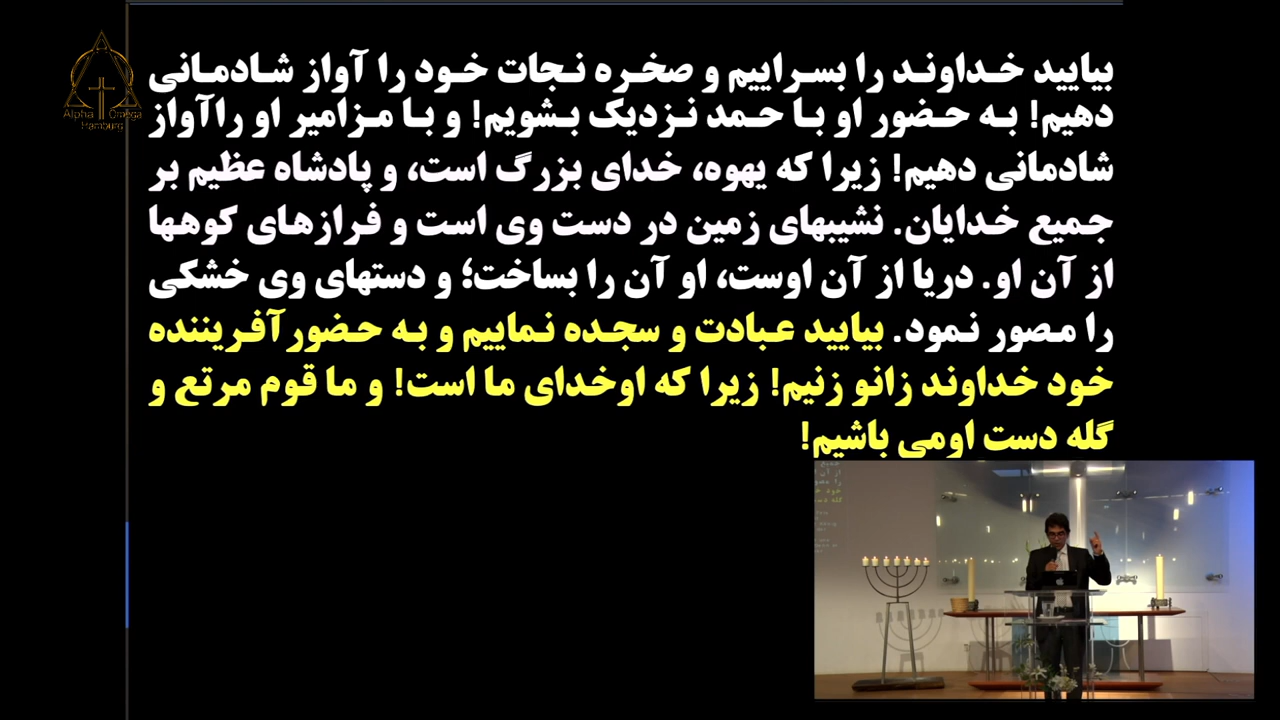 بیایید خداوند را بسراییم و صخره نجات خود را آواز شادمانی
دهیم! به حضور او با حمد نزدیک بشویم! و با مزامیر او راآواز
شادمانی دهیم! زیرا که یهوه، خدای بزرگ است، و پادشاه عظیم بر
جمیع خدایان. نشیبهای زمین در دست وی است و فرازهای کوهها
از آن او. دریا از آن اوست، او آن را بساخت؛ و دستهای وی خشکی
را مصور نمود. بیایید عبادت و سجده نماییم و به حضورآفریننده
خود خداوند زانو زنیم! زیرا که اوخدای ما است! و ما قوم مرتع و
گله دست اومی باشیم!
Alpha Omega
Hamburg